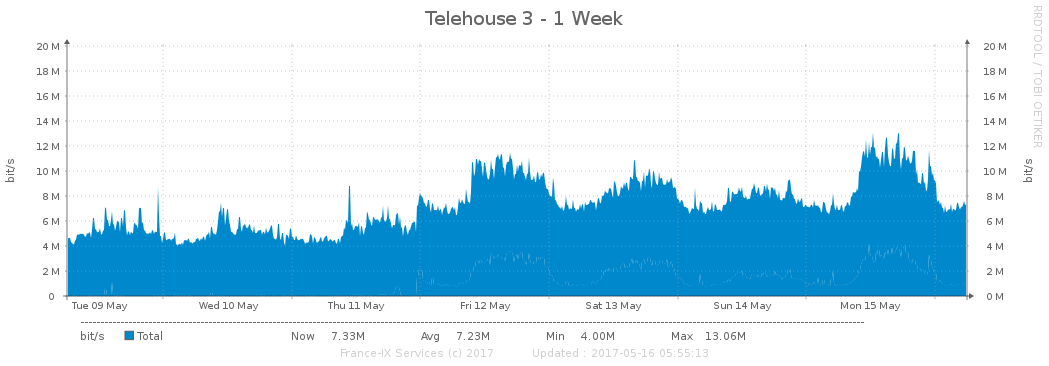 Telehouse 3 - 1 Week
RRDTOOL / TOBI OETIKER
bit/s
20 M
18 M
16 M
14 M
12 M
10 M
8 M
6 M
4 M
2 M
0
20 M
18 M
16 M
14 M
12 M
10 M
8 M
6 M
4 M
2 M
0 M
bit/s
Tue 09 May Wed 10 May Thu 11 May Fri 12 May Sat 13 May Sun 14 May Mon 15 May
bit/s Total Now 7.33M Avg 7.23M Min 4.00M Max 13.06M
France-IX Services (c) 2017 Updated : 2017-05-16 05:55:13